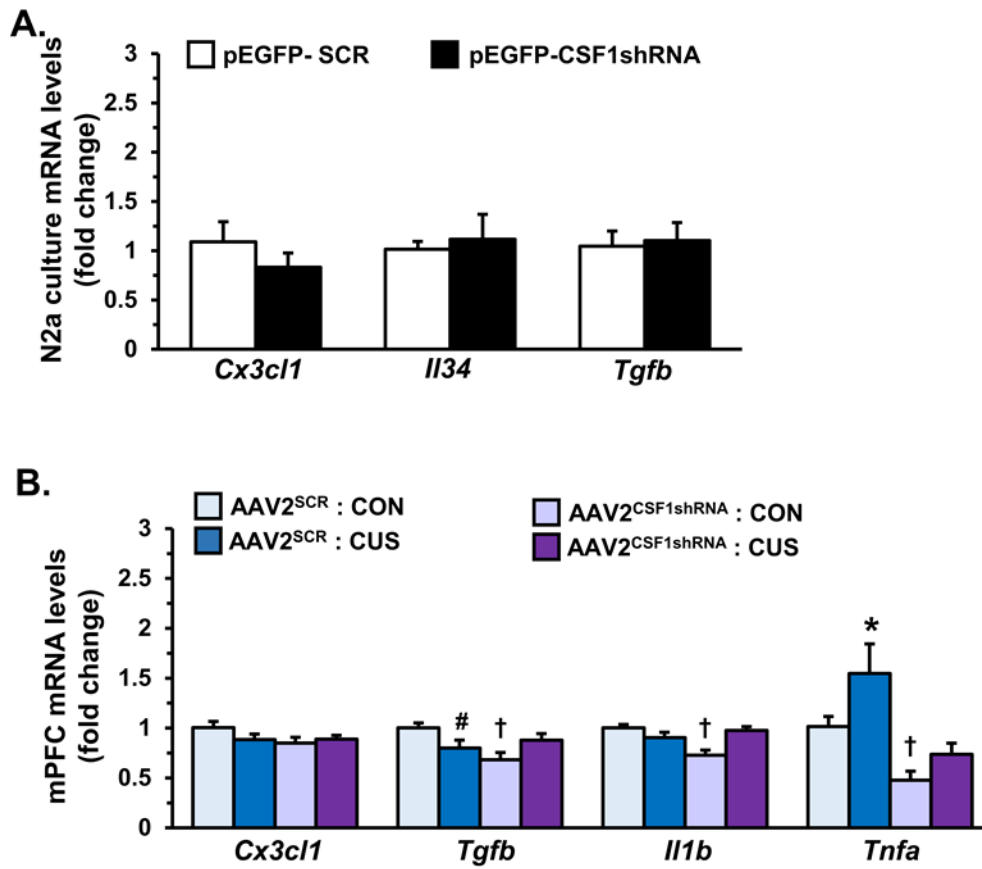 A.
pEGFP- SCR
pEGFP-CSF1shRNA
N2a culture mRNA levels
(fold change)
3
2.5
2
1.5
1
0.5
0
Cx3cl1
Il34
Tgfb
B.
AAV2SCR : CON
AAV2CSF1shRNA : CON
AAV2SCR : CUS
AAV2CSF1shRNA : CUS
mPFC mRNA levels
(fold change)
3
2.5
2
1.5
1
0.5
0
#
†
†
*
†
Cx3cl1
Tgfb
Il1b
Tnfa